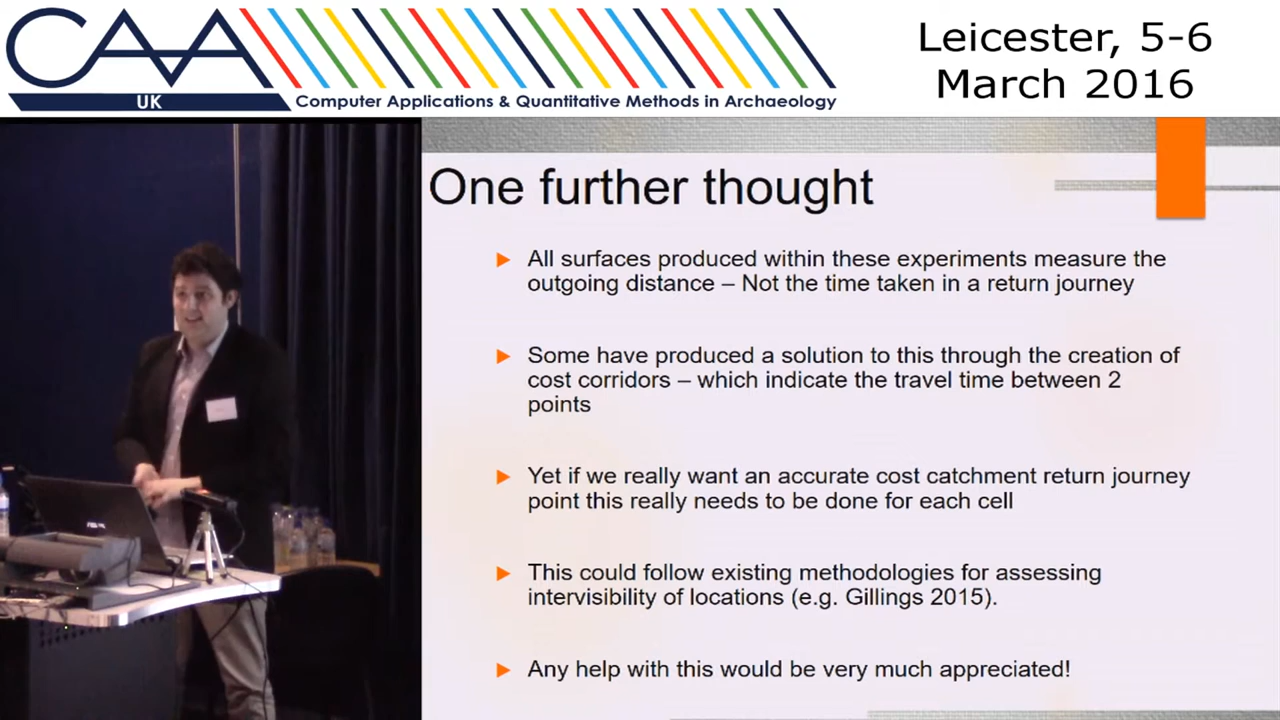 CAA
UK
Computer Applications & Quantitative Methods in Archaeology
Leicester, 5-6
March 2016
One further thought
All surfaces produced within these experiments measure the
outgoing distance – Not the time taken in a return journey
Some have produced a solution to this through the creation of
cost corridors – which indicate the travel time between 2
points
Yet if we really want an accurate cost catchment return journey
point this really needs to be done for each cell
This could follow existing methodologies for assessing
intervisibility of locations (e.g. Gillings 2015).
Any help with this would be very much appreciated!